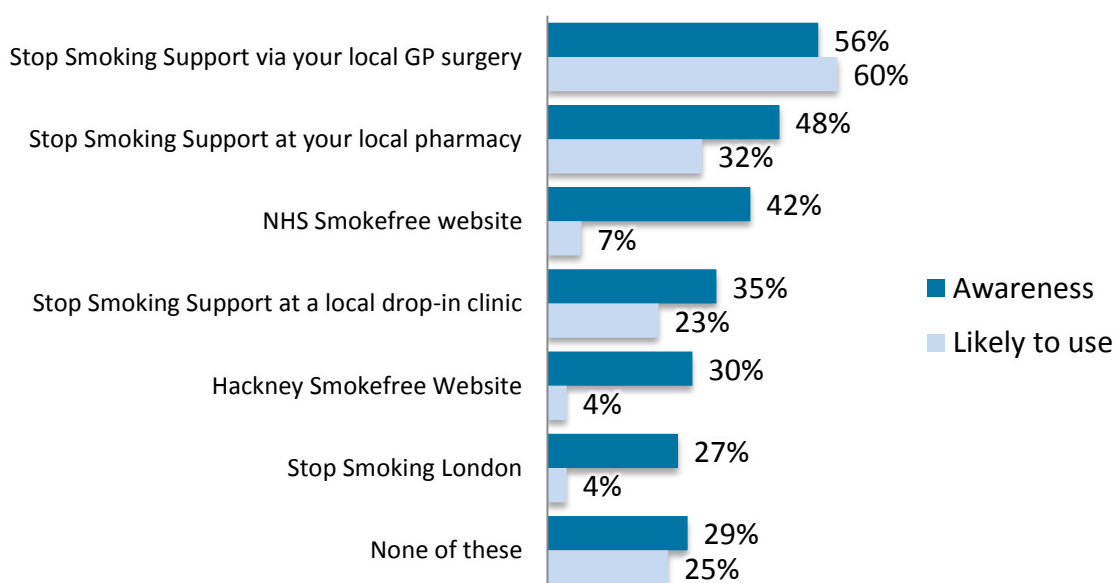 Stop Smoking Support via your local GP surgery
56%
60%
Stop Smoking Support at your local pharmacy
48%
32%
NHS Smokefree website
42%
7%
Stop Smoking Support at a local drop-in clinic
35%
23%
Hackney Smokefree Website
30%
4%
Stop Smoking London
27%
4%
None of these
29%
25%
Awareness
Likely to use